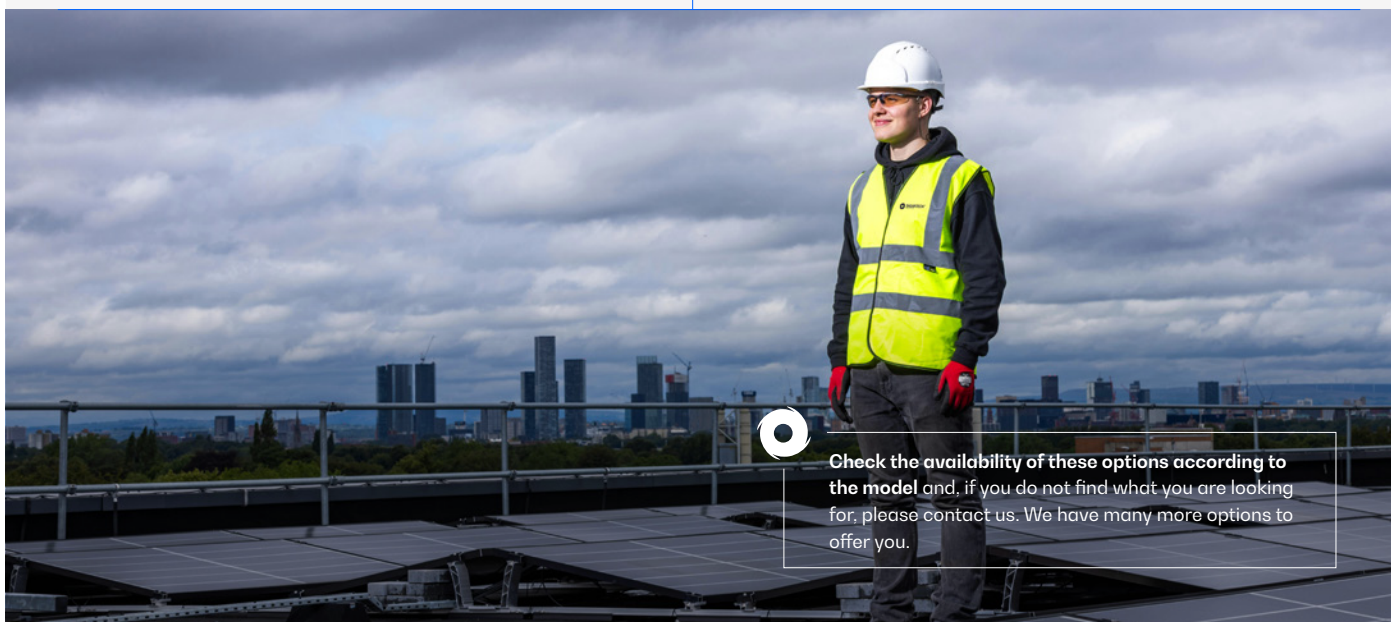 Check the availability of these options according to
the model and, if you do not find what you are looking
for, please contact us. We have many more options to
offer you.